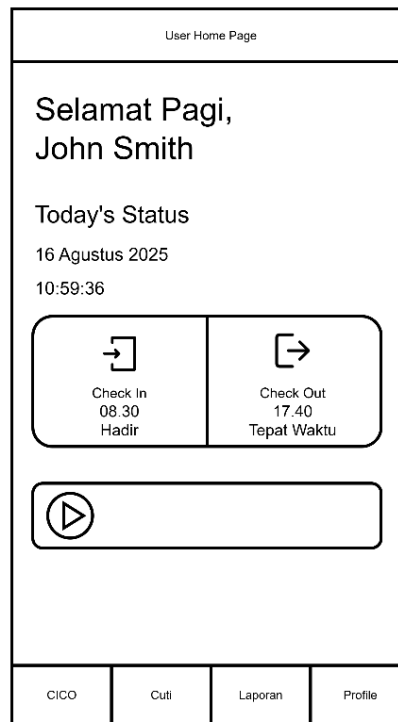 User Home Page
Selamat Pagi,
John Smith
Today's Status
16 Agustus 2025
10:59:36
Check In
08.30
Hadir
Check Out
17.40
Tepat Waktu
CICO
Cuti
Laporan
Profile